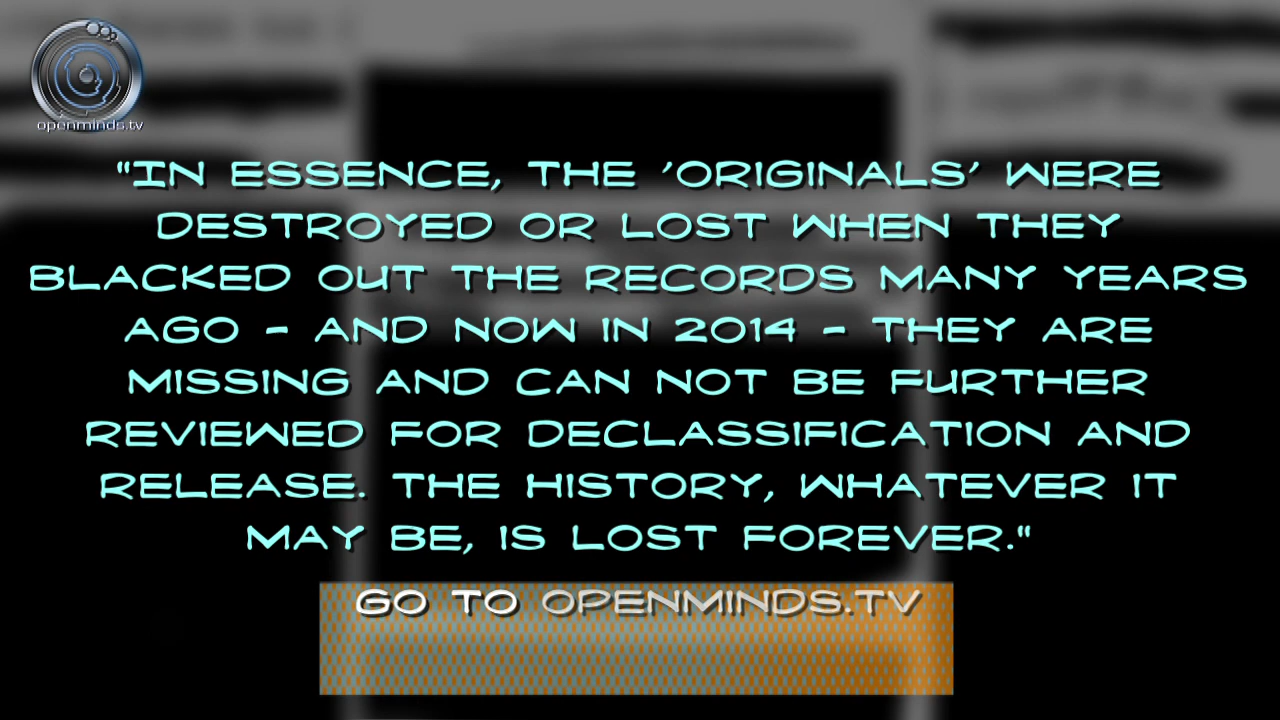 openminds.tv
"IN ESSENCE, THE 'ORIGINALS' WERE
DESTROYED OR LOST WHEN THEY
BLACKED OUT THE RECORDS MANY YEARS
AGO - AND NOW IN 2014 - THEY ARE
MISSING AND CAN NOT BE FURTHER
REVIEWED FOR DECLASSIFICATION AND
RELEASE. THE HISTORY, WHATEVER IT
MAY BE, IS LOST FOREVER."
GO TO OPENMINDS.TV